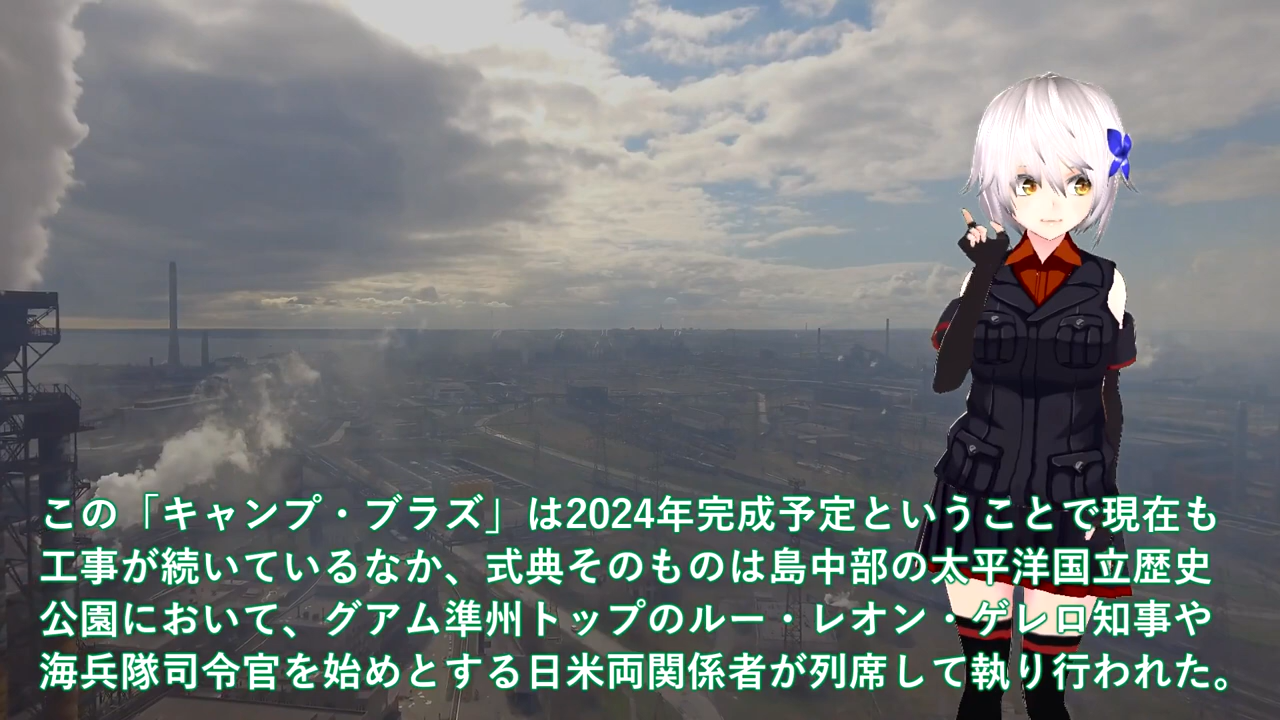 この「キャンプ・ブラズ」は2024年完成予定ということで現在も
工事が続いているなか、式典そのものは島中部の太平洋国立歴史
公園において、グアム準州トップのルー・レオン・ゲレロ知事や
海兵隊司令官を始めとする日米両関係者が列席して執り行われた。